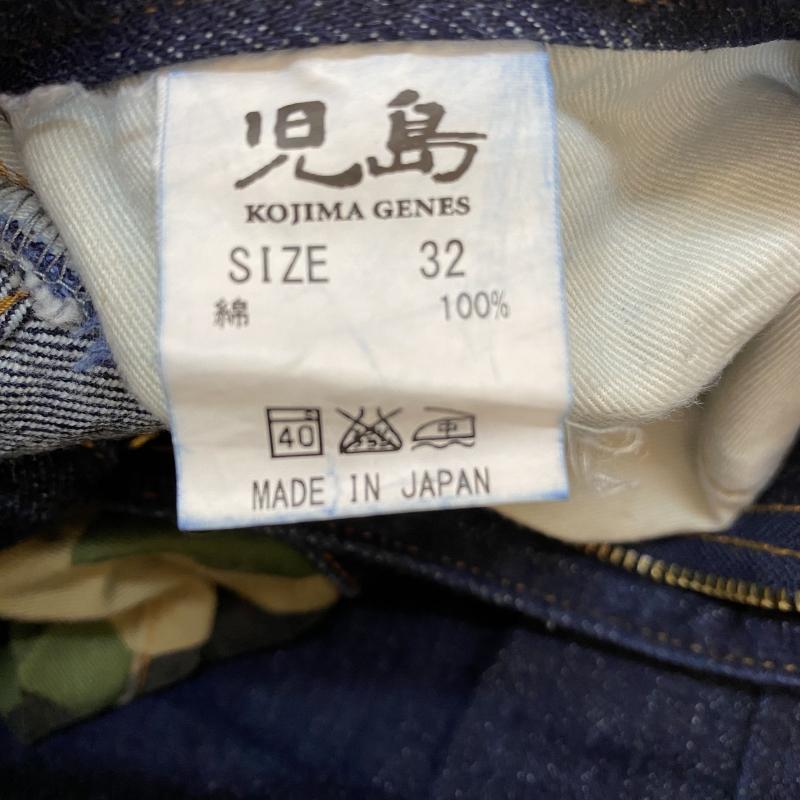 児島
KOJIMA GENES
SIZE 32
綿 100%
40 中
MADE IN JAPAN